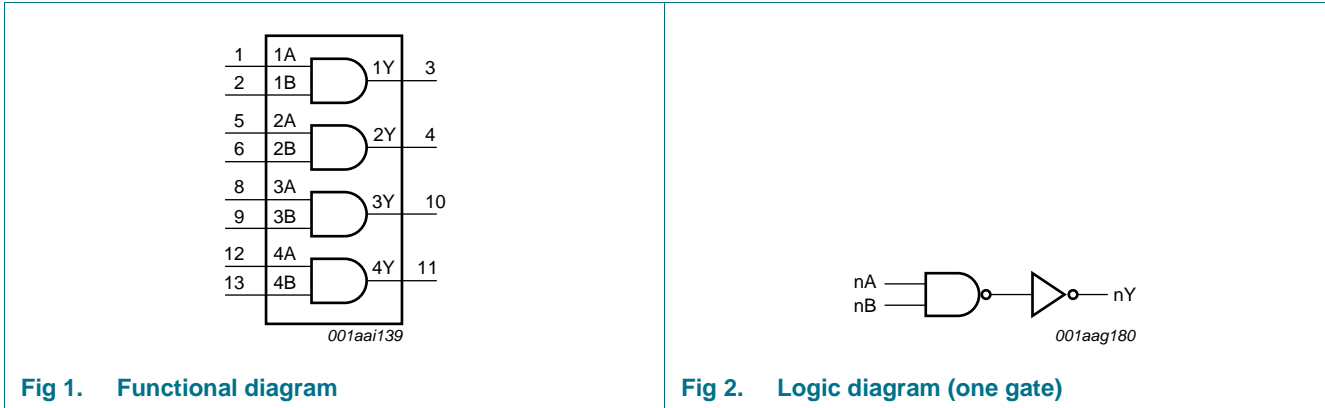 1 1A 1Y 3
2 1B
5 2A 2Y 4
6 2B
8 3A 3Y 10
9 3B
12 4A 4Y 11
13 4B
001aai139
Fig 1. Functional diagram
nA
nB
nY
001aag180
Fig 2. Logic diagram (one gate)